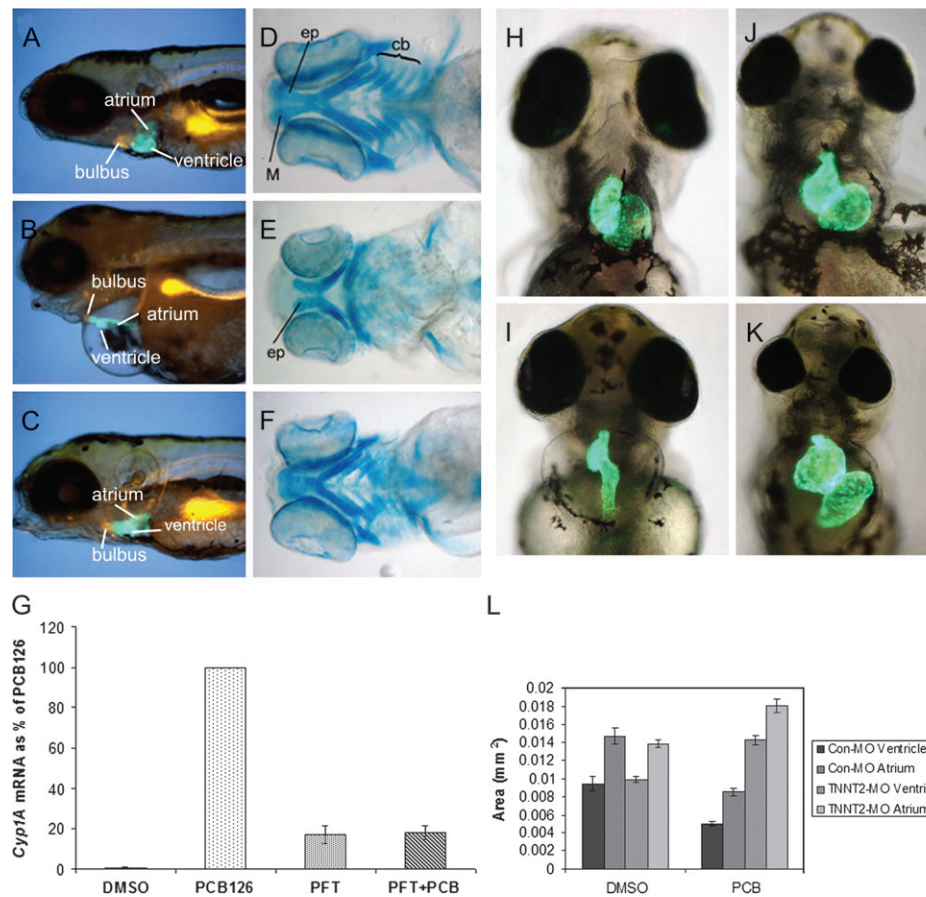 A
atrium
bulbus
ventricle
B
bulbus
atrium
ventricle
C
atrium
ventricle
bulbus
D
ep
cb
M
E
ep
F
H
J
I
K
G
Cyp1A mRNA as % of PCB126
120
100
80
60
40
20
0
DMSO
PCB126
PFT
PFT+PCB
L
Area (mm²)
0.02
0.018
0.016
0.014
0.012
0.01
0.008
0.006
0.004
0.002
0
DMSO
PCB
Con-MO Ventricle
Con-MO Atrium
TNNT2-MO Ventri
TNNT2-MO Atrium